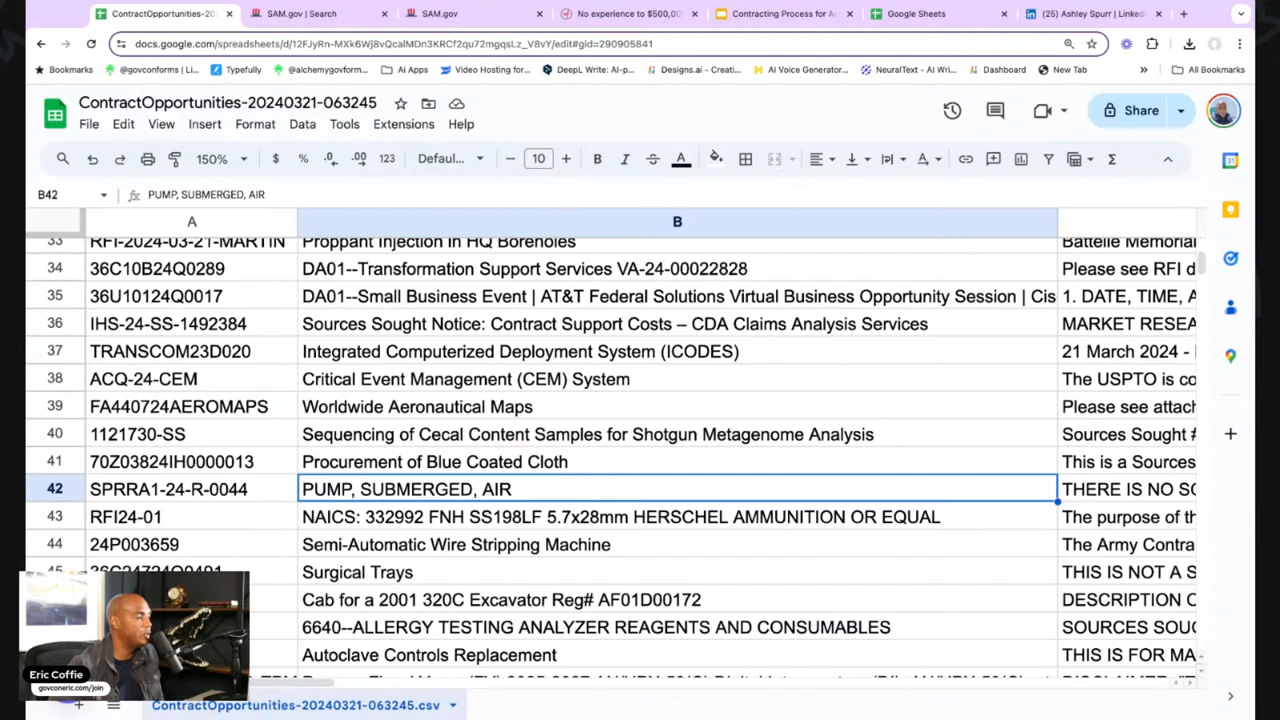 ContractOpportunities-202
SAM.gov | Search
SAM.gov
No experience to $500,00
Contracting Process for Ac
Google Sheets
(25) Ashley Spurr | Linked
docs.google.com/spreadsheets/d/12FJyRn-MXk6Wj8vQcalMDn3KRCf2qu72mgqsLz_V8vY/edit#gid=290905841
Bookmarks
@govconforms | Li...
Typefully
@alchemygovform...
Ai Apps
Video Hosting for...
DeepL Write: AI-p...
Designs.ai - Creati...
AI Voice Generator...
NeuralText - AI Wri...
Dashboard
New Tab
All Bookmarks
ContractOpportunities-20240321-063245
File Edit View Insert Format Data Tools Extensions Help
Share
150% $ % .0 .00 123 Defaul... 10 B I A
B42 PUMP, SUBMERGED, AIR
A B
33 RFI-2024-03-21-MARTIN Proppant Injection in HQ Boreholes Battelle Memorial
34 36C10B24Q0289 DA01--Transformation Support Services VA-24-00022828 Please see RFI d
35 36U10124Q0017 DA01--Small Business Event | AT&T Federal Solutions Virtual Business Opportunity Session | Cis 1. DATE, TIME, A
36 IHS-24-SS-1492384 Sources Sought Notice: Contract Support Costs – CDA Claims Analysis Services MARKET RESEA
37 TRANSCOM23D020 Integrated Computerized Deployment System (ICODES) 21 March 2024 -
38 ACQ-24-CEM Critical Event Management (CEM) System The USPTO is co
39 FA440724AEROMAPS Worldwide Aeronautical Maps Please see attach
40 1121730-SS Sequencing of Cecal Content Samples for Shotgun Metagenome Analysis Sources Sought #
41 70Z03824IH0000013 Procurement of Blue Coated Cloth This is a Sources
42 SPRRA1-24-R-0044 PUMP, SUBMERGED, AIR THERE IS NO SO
43 RFI24-01 NAICS: 332992 FNH SS198LF 5.7x28mm HERSCHEL AMMUNITION OR EQUAL The purpose of th
44 24P003659 Semi-Automatic Wire Stripping Machine The Army Contra
45 36C24724Q0491 Surgical Trays THIS IS NOT A S
Cab for a 2001 320C Excavator Reg# AF01D00172 DESCRIPTION O
6640--ALLERGY TESTING ANALYZER REAGENTS AND CONSUMABLES SOURCES SOUG
Autoclave Controls Replacement THIS IS FOR MA
Eric Coffie
govconeric.com/join
ContractOpportunities-20240321-063245.csv